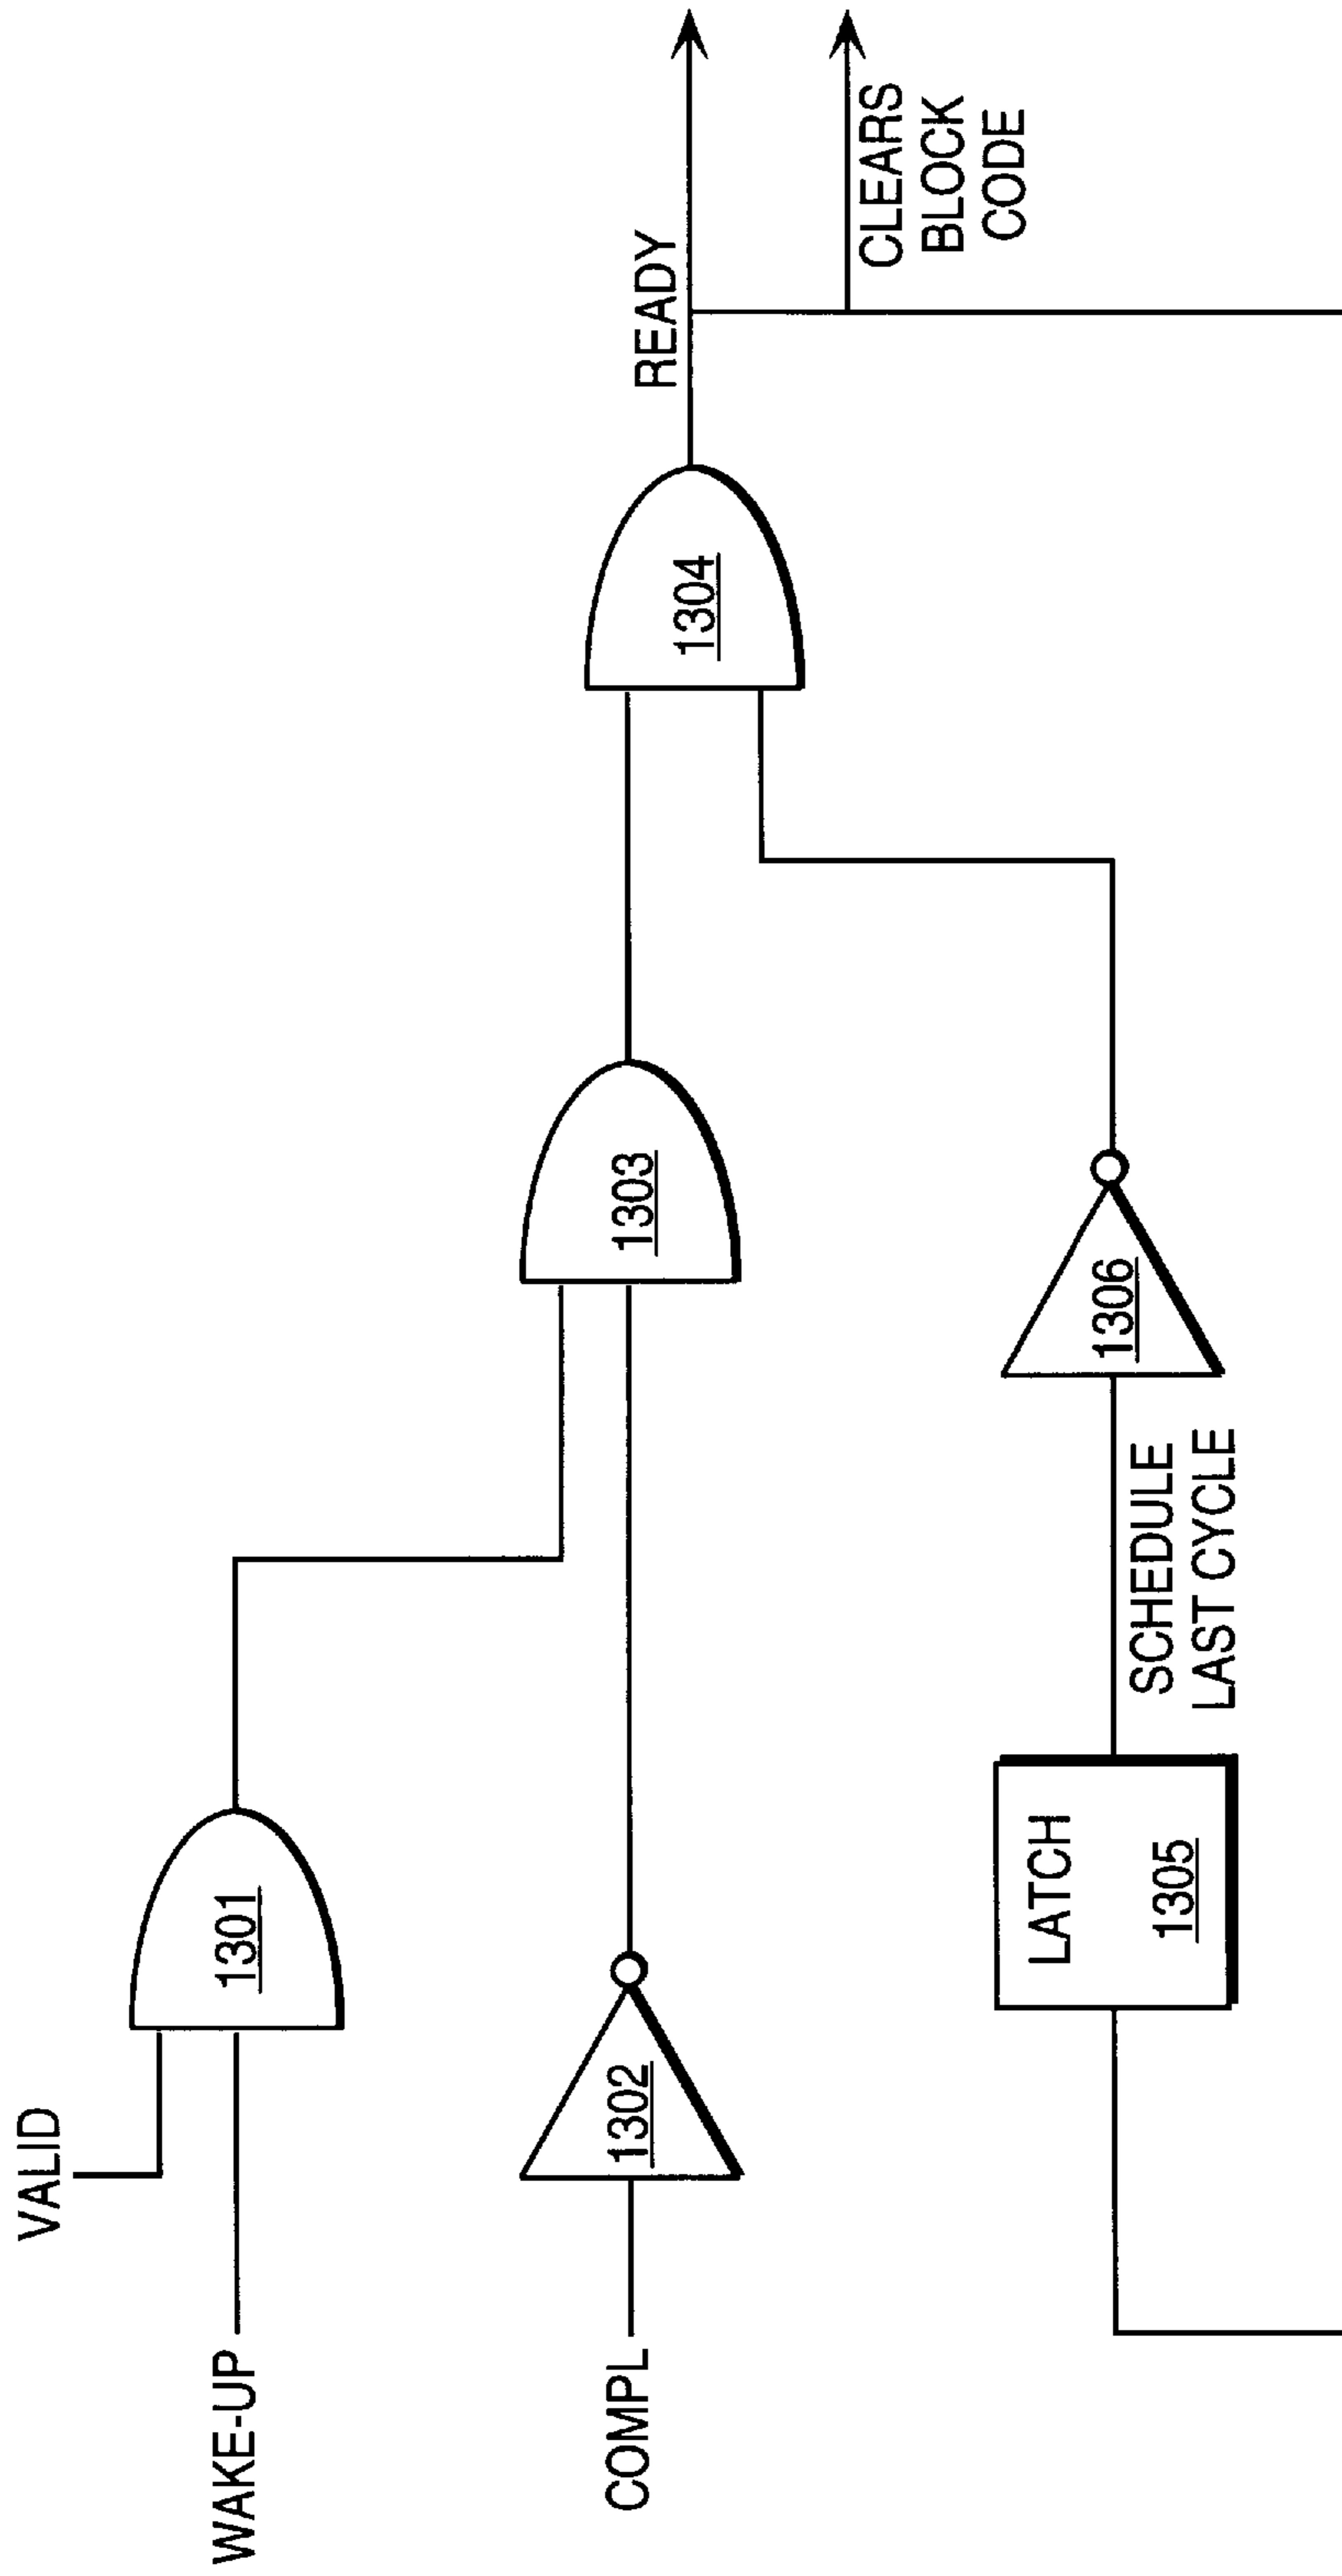 VALID
WAKE-UP
1301
COMPL
1302
1303
1304
READY
CLEARS
BLOCK
CODE
LATCH
1305
SCHEDULE
LAST CYCLE
1306